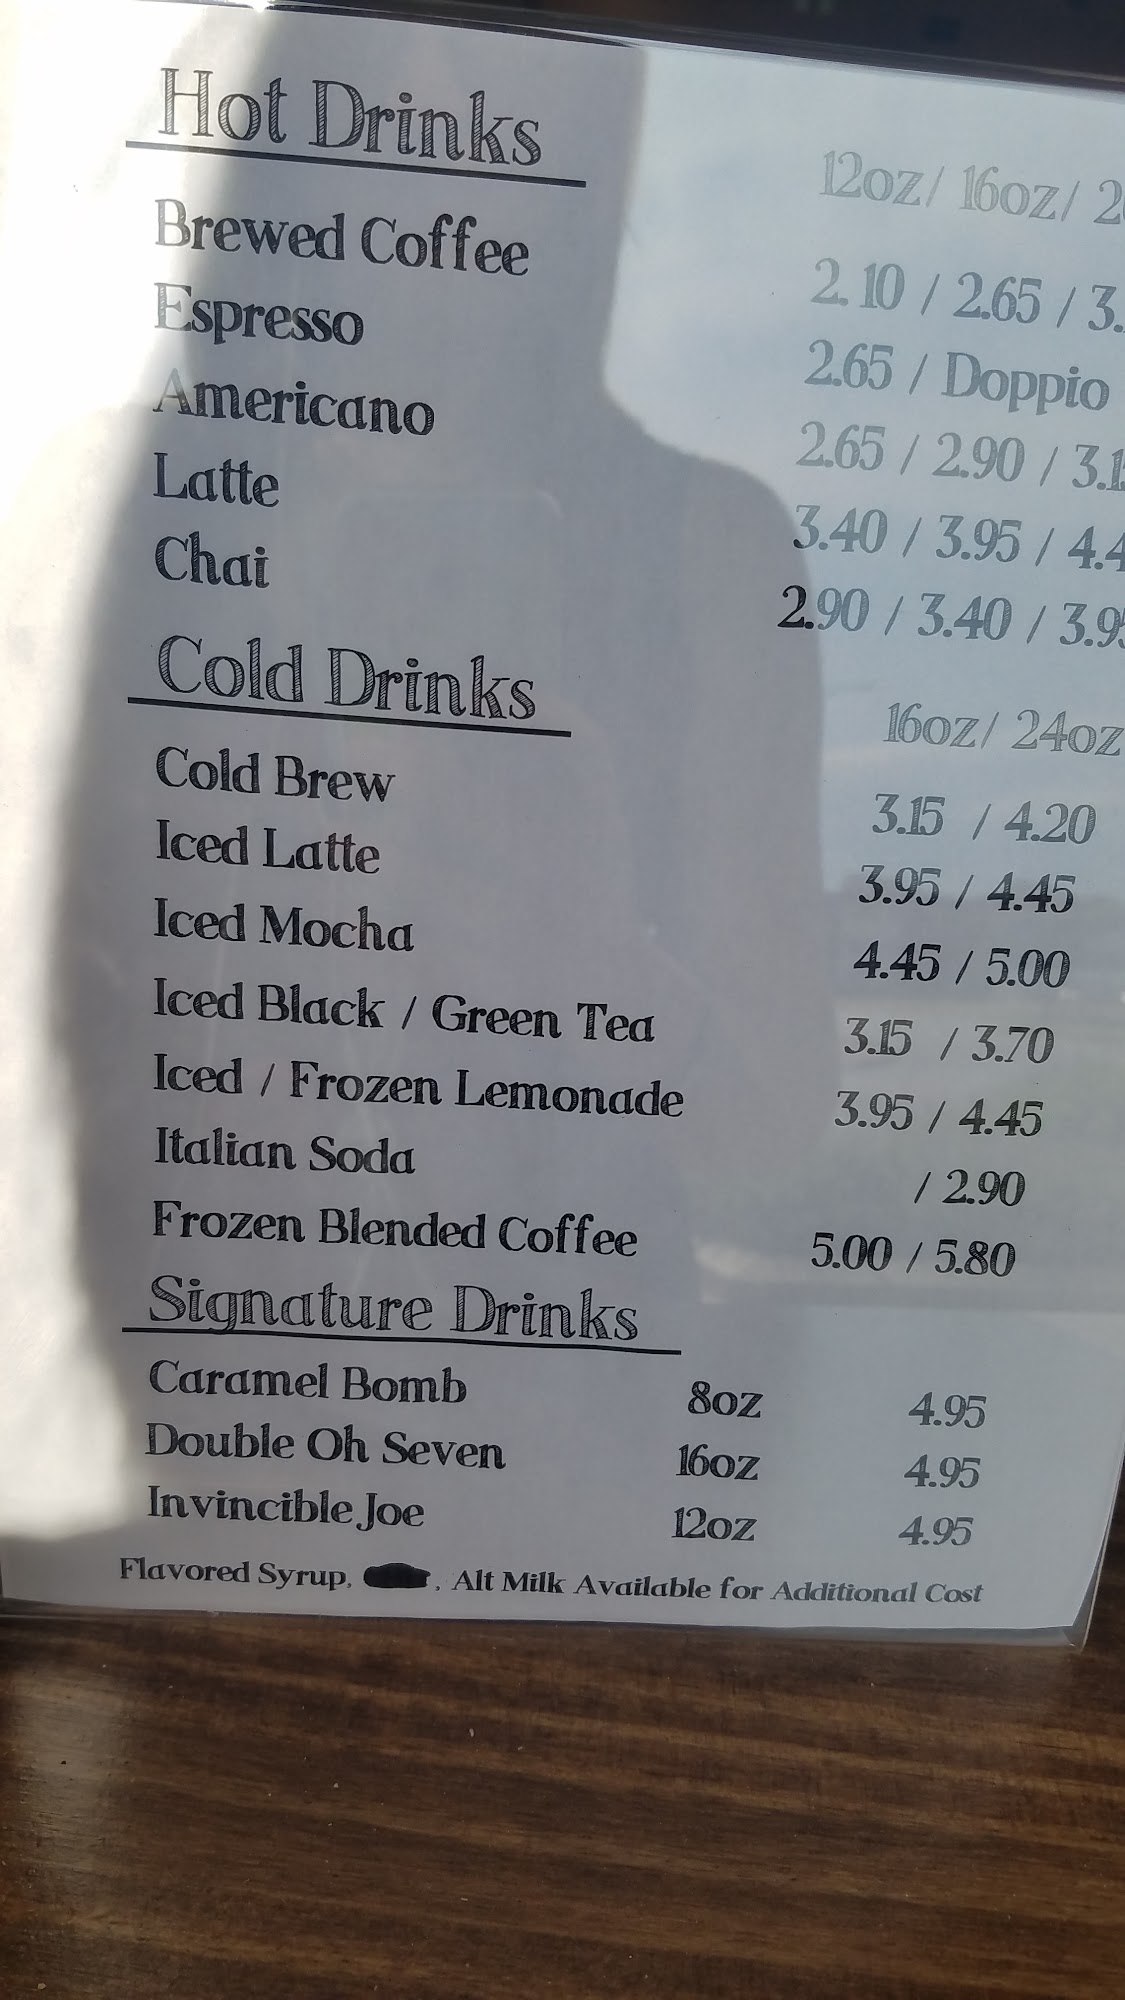 Hot Drinks 12oz/ 16oz/
Brewed Coffee 2.10 / 2.65 /
Espresso 2.65 / Doppio
Americano 2.65 / 2.90 /
Latte 3.40 / 3.95 /
Chai 2.90 / 3.40 /
Cold Drinks 16oz/ 24oz
Cold Brew 3.15 / 4.20
Iced Latte 3.95 / 4.45
Iced Mocha 4.45 / 5.00
Iced Black / Green Tea 3.15 / 3.70
Iced / Frozen Lemonade 3.95 / 4.45
Italian Soda / 2.90
Frozen Blended Coffee 5.00 / 5.80
Signature Drinks
Caramel Bomb 8oz 4.95
Double Oh Seven 16oz 4.95
Invincible Joe 12oz 4.95
Flavored Syrup, , Alt Milk Available for Additional Cost